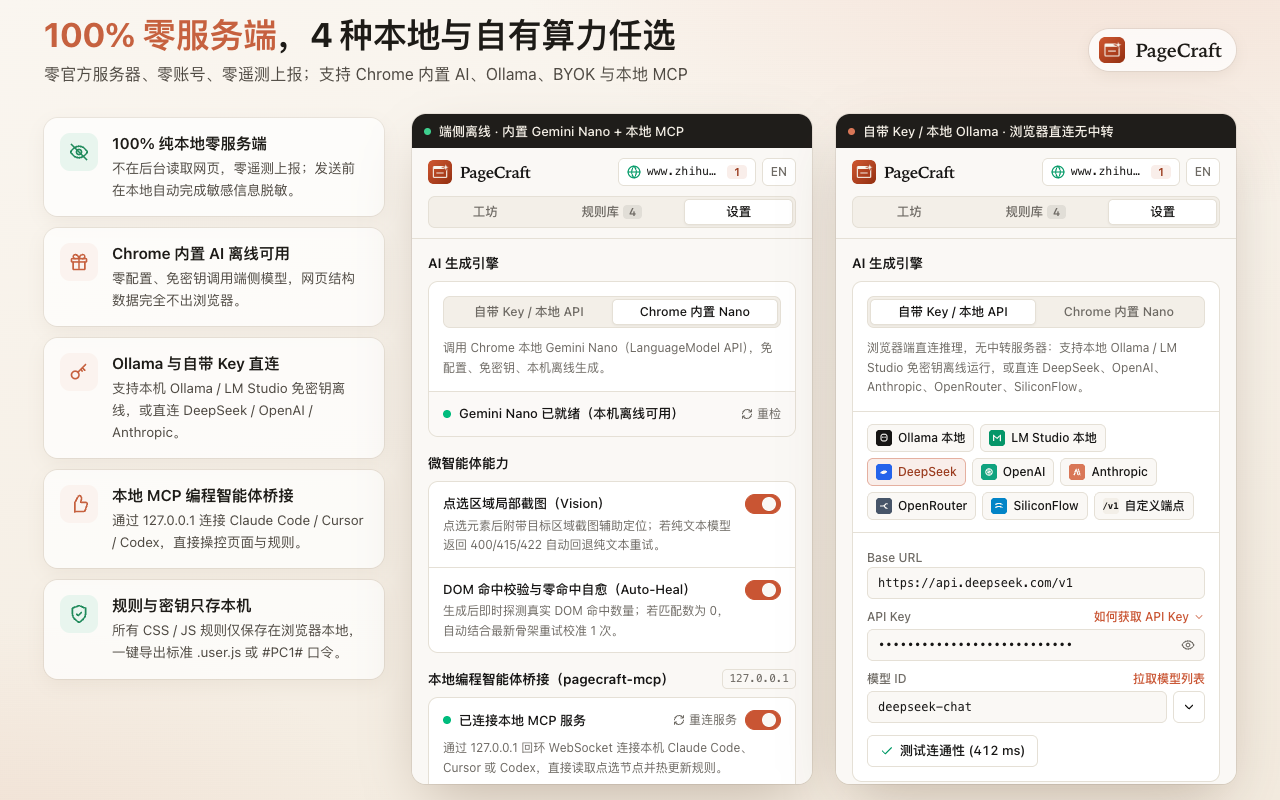 100% 零服务端，4 种本地与自有算力任选
零官方服务器、零账号、零遥测上报；支持 Chrome 内置 AI、Ollama、BYOK 与本地 MCP
PageCraft
100% 纯本地零服务端
不在后台读取网页，零遥测上报；发送前
在本地自动完成敏感信息脱敏。
Chrome 内置 AI 离线可用
零配置、免密钥调用端侧模型，网页结构
数据完全不出浏览器。
Ollama 与自带 Key 直连
支持本机 Ollama / LM Studio 免密钥离
线，或直连 DeepSeek / OpenAI /
Anthropic。
本地 MCP 编程智能体桥接
通过 127.0.0.1 连接 Claude Code / Cursor
/ Codex，直接操控页面与规则。
规则与密钥只存本机
所有 CSS / JS 规则仅保存在浏览器本地，
一键导出标准 .user.js 或 #PC1# 口令。
端侧离线 · 内置 Gemini Nano + 本地 MCP
PageCraft
www.zhihu… 1
EN
工坊
规则库 4
设置
AI 生成引擎
自带 Key / 本地 API
Chrome 内置 Nano
调用 Chrome 本地 Gemini Nano（LanguageModel API），免
配置、免密钥、本机离线生成。
Gemini Nano 已就绪（本机离线可用）
重检
微智能体能力
点选区域局部截图（Vision）
点选元素后附带目标区域截图辅助定位；若纯文本模型
返回 400/415/422 自动回退纯文本重试。
DOM 命中校验与零命中自愈（Auto-Heal）
生成后即时探测真实 DOM 命中数量；若匹配数为 0，
自动结合最新骨架重试校准 1 次。
本地编程智能体桥接（pagecraft-mcp）
127.0.0.1
已连接本地 MCP 服务
重连服务
通过 127.0.0.1 回环 WebSocket 连接本机 Claude Code、
Cursor 或 Codex，直接读取点选节点并热更新规则。
自带 Key / 本地 Ollama · 浏览器直连无中转
PageCraft
www.zhihu… 1
EN
工坊
规则库 4
设置
AI 生成引擎
自带 Key / 本地 API
Chrome 内置 Nano
浏览器端直连推理，无中转服务器：支持本地 Ollama / LM
Studio 免密钥离线运行，或直连 DeepSeek、OpenAI、
Anthropic、OpenRouter、SiliconFlow。
Ollama 本地
LM Studio 本地
DeepSeek
OpenAI
Anthropic
OpenRouter
SiliconFlow
/v1 自定义端点
Base URL
https://api.deepseek.com/v1
API Key
如何获取 API Key
••••••••••••••••••••••••••
模型 ID
拉取模型列表
deepseek-chat
测试连通性 (412 ms)